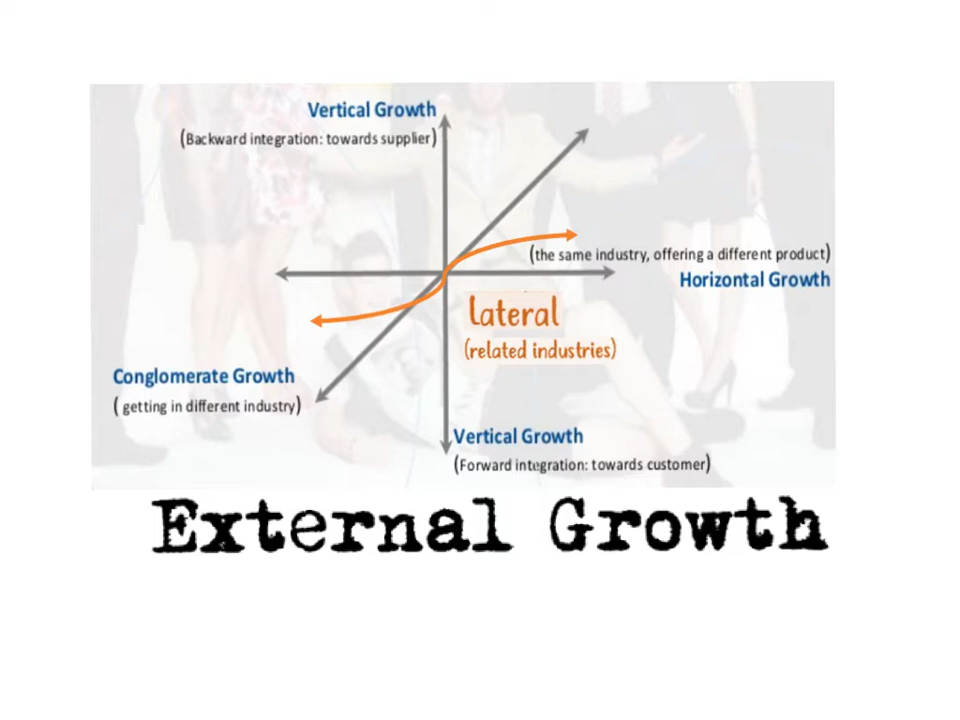 Vertical Growth
(Backward integration: towards supplier)
(the same industry, offering a different product)
Horizontal Growth
Lateral
(related industries)
Conglomerate Growth
( getting in different industry)
Vertical Growth
(Forward integration: towards customer)
External Growth